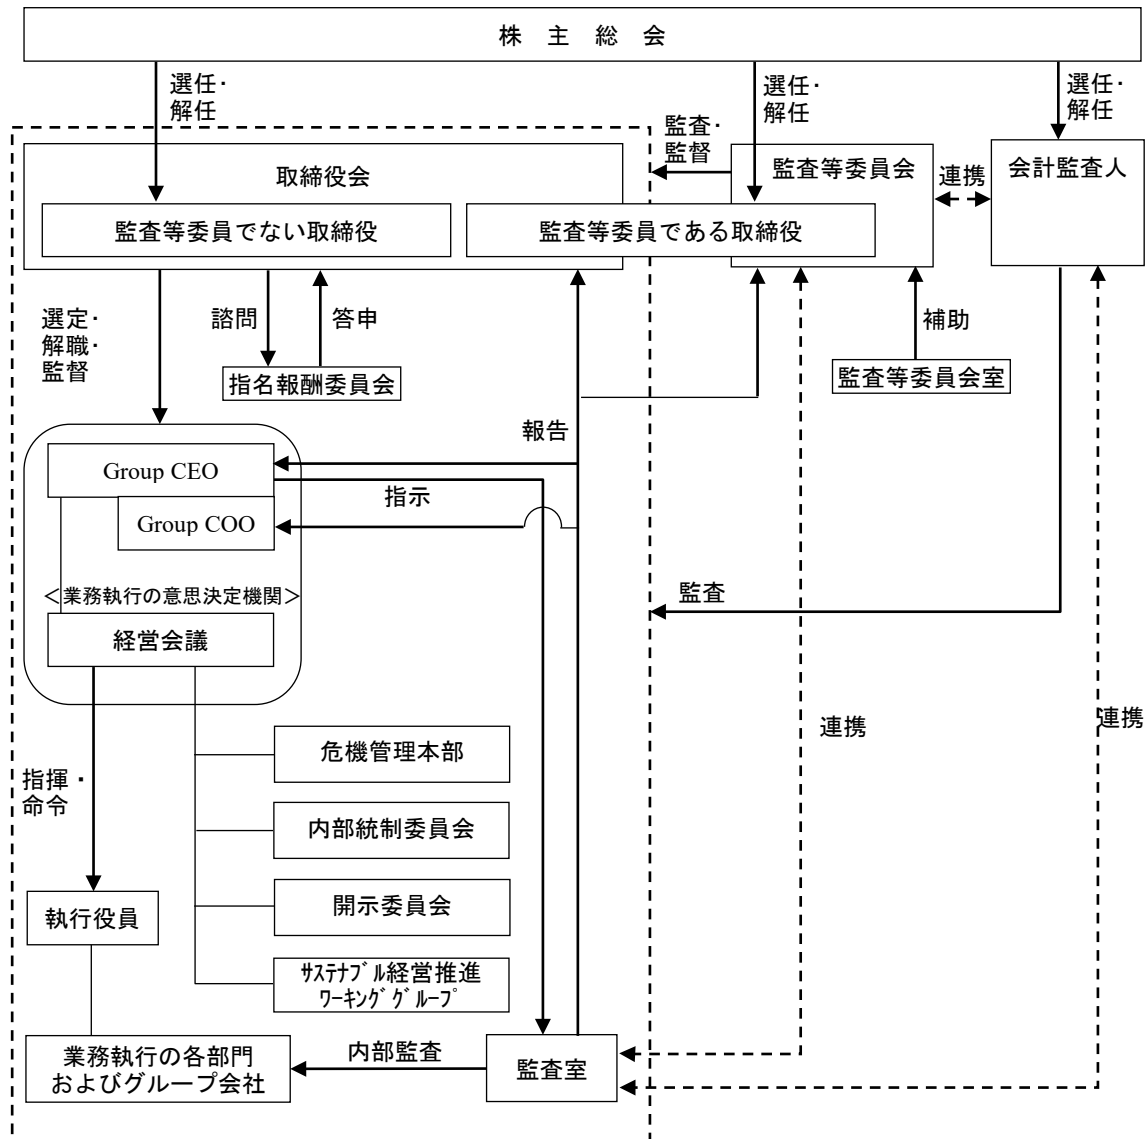 株 主 総 会
選任・
解任
選任・
解任
選任・
解任
監査・
監督
取締役会
監査等委員会
連携
会計監査人
監査等委員でない取締役
監査等委員である取締役
選定・
解職・
監督
諮問
答申
補助
指名報酬委員会
監査等委員会室
報告
Group CEO
指示
Group COO
＜業務執行の意思決定機関＞
監査
経営会議
連携
連携
危機管理本部
指揮・
命令
内部統制委員会
執行役員
開示委員会
ｻｽﾃﾅﾌﾞﾙ経営推進
ﾜｰｷﾝｸﾞｸﾞﾙｰﾌﾟ
業務執行の各部門
およびグループ会社
内部監査
監査室